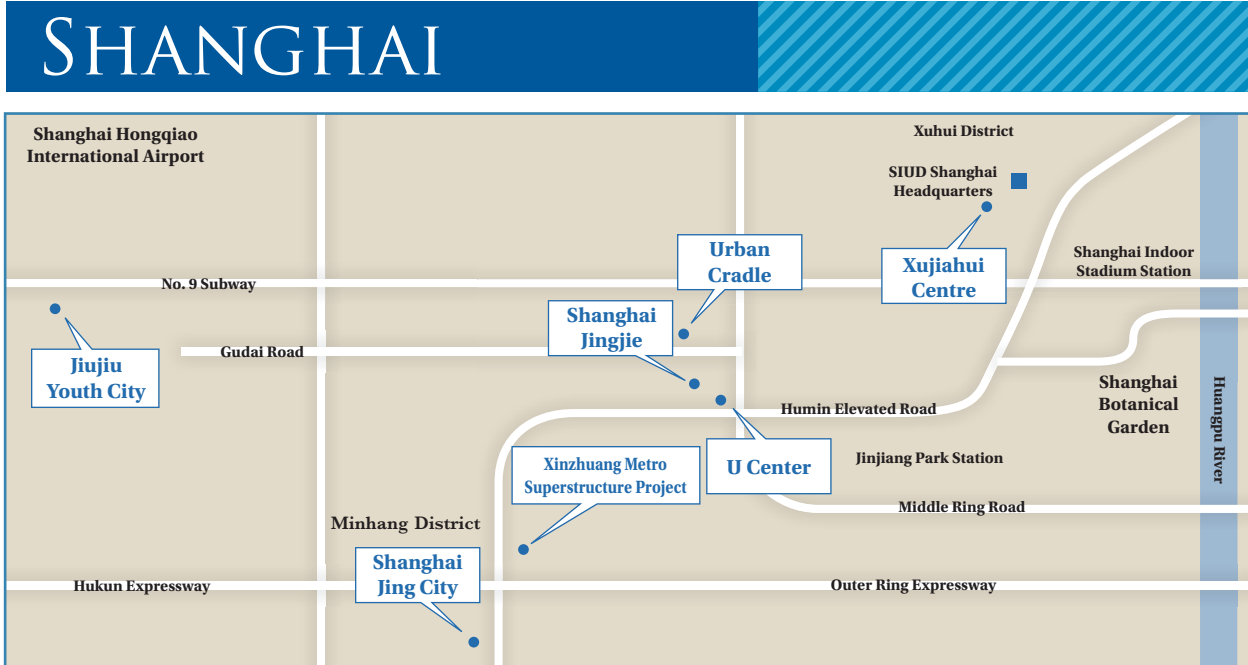 SHANGHAI
Shanghai Hongqiao
International Airport
Xuhui District
SIUD Shanghai
Headquarters
Urban
Cradle
Xujiahui
Centre
Shanghai Indoor
Stadium Station
No. 9 Subway
Shanghai
Jingjie
Jiujiu
Youth City
Gudai Road
Shanghai
Botanical
Garden
Huangpu River
Humin Elevated Road
U Center
Jinjiang Park Station
Xinzhuang Metro
Superstructure Project
Middle Ring Road
Minhang District
Shanghai
Jing City
Hukun Expressway
Outer Ring Expressway